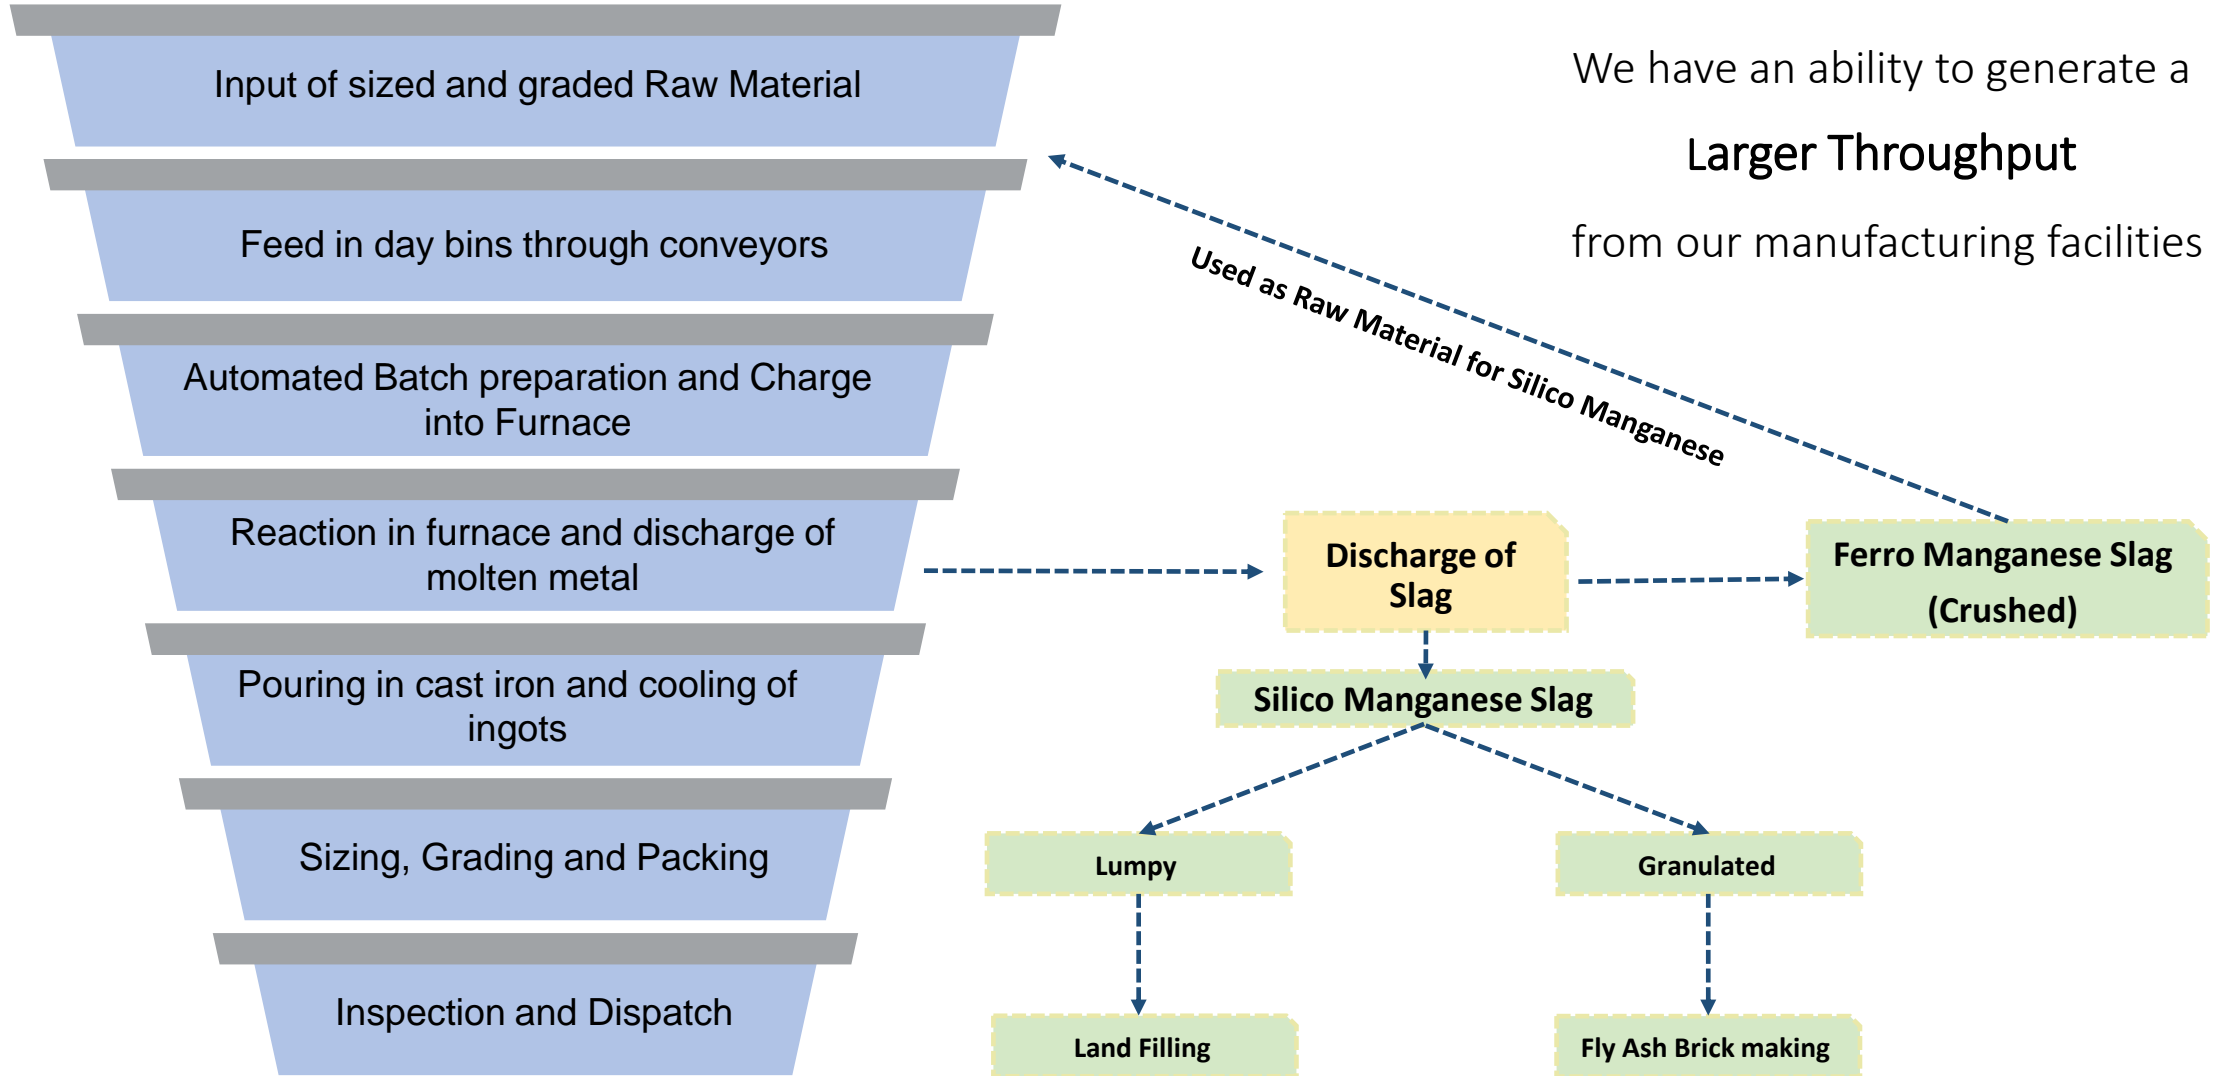 Input of sized and graded Raw Material
Feed in day bins through conveyors
Automated Batch preparation and Charge
into Furnace
Reaction in furnace and discharge of
molten metal
Pouring in cast iron and cooling of
ingots
Sizing, Grading and Packing
Inspection and Dispatch
We have an ability to generate a
Larger Throughput
from our manufacturing facilities
Used as Raw Material for Silico Manganese
Discharge of
Slag
Ferro Manganese Slag
(Crushed)
Silico Manganese Slag
Lumpy
Granulated
Land Filling
Fly Ash Brick making